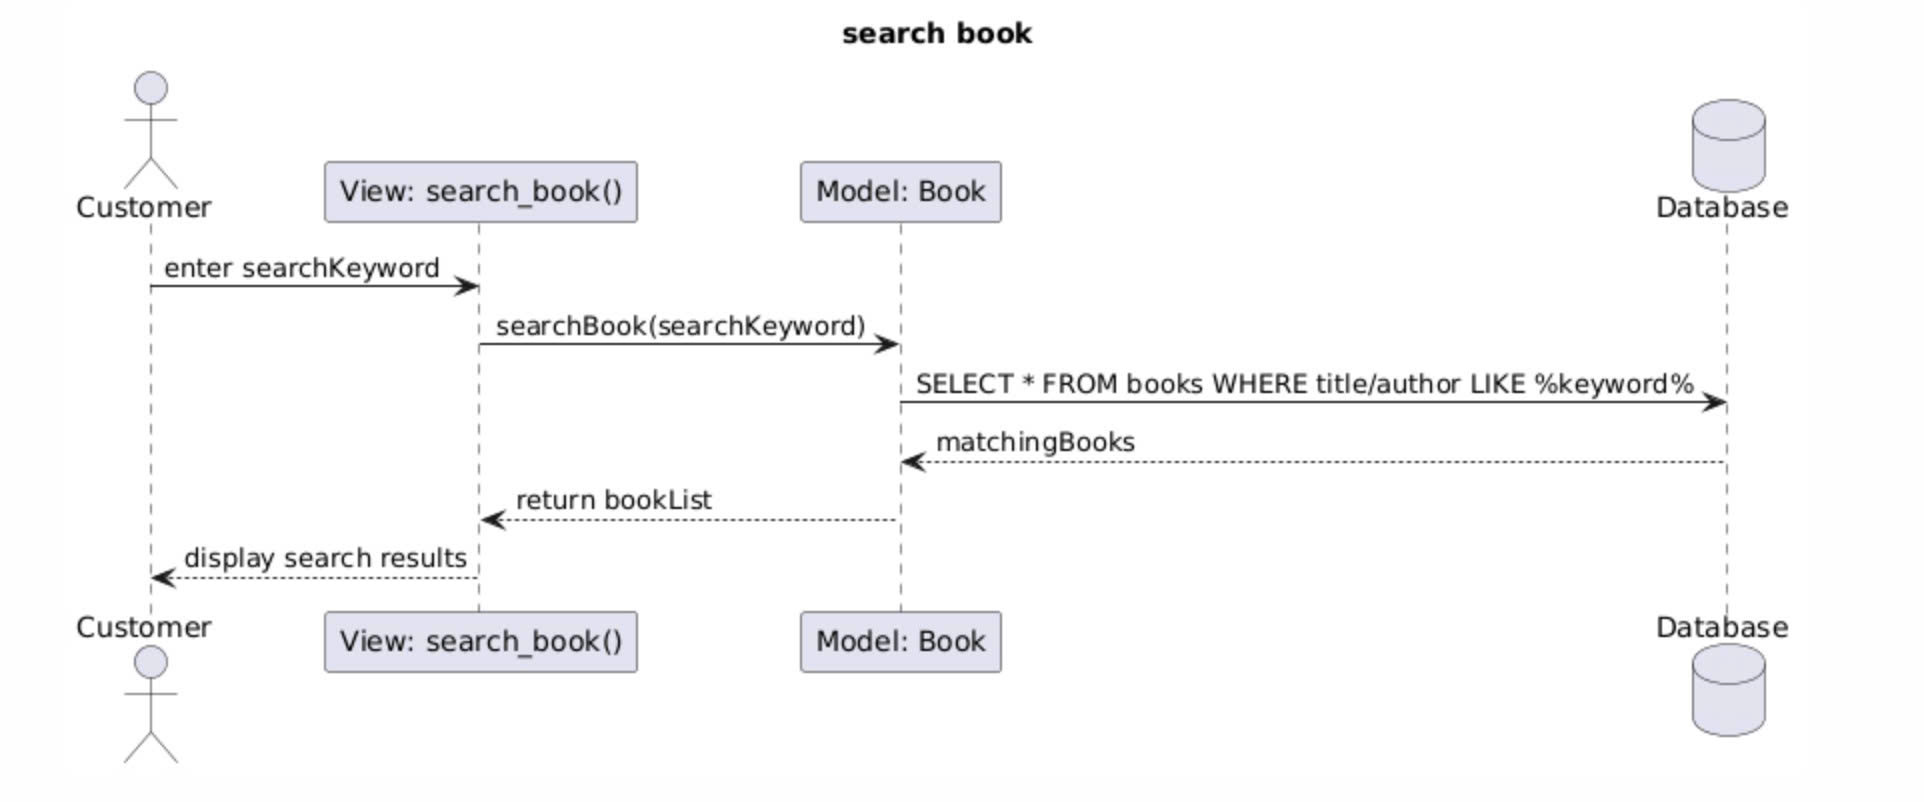 search book
Customer
View: search_book()
Model: Book
Database
enter searchKeyword
searchBook(searchKeyword)
SELECT * FROM books WHERE title/author LIKE %keyword%
matchingBooks
return bookList
display search results
Customer
View: search_book()
Model: Book
Database